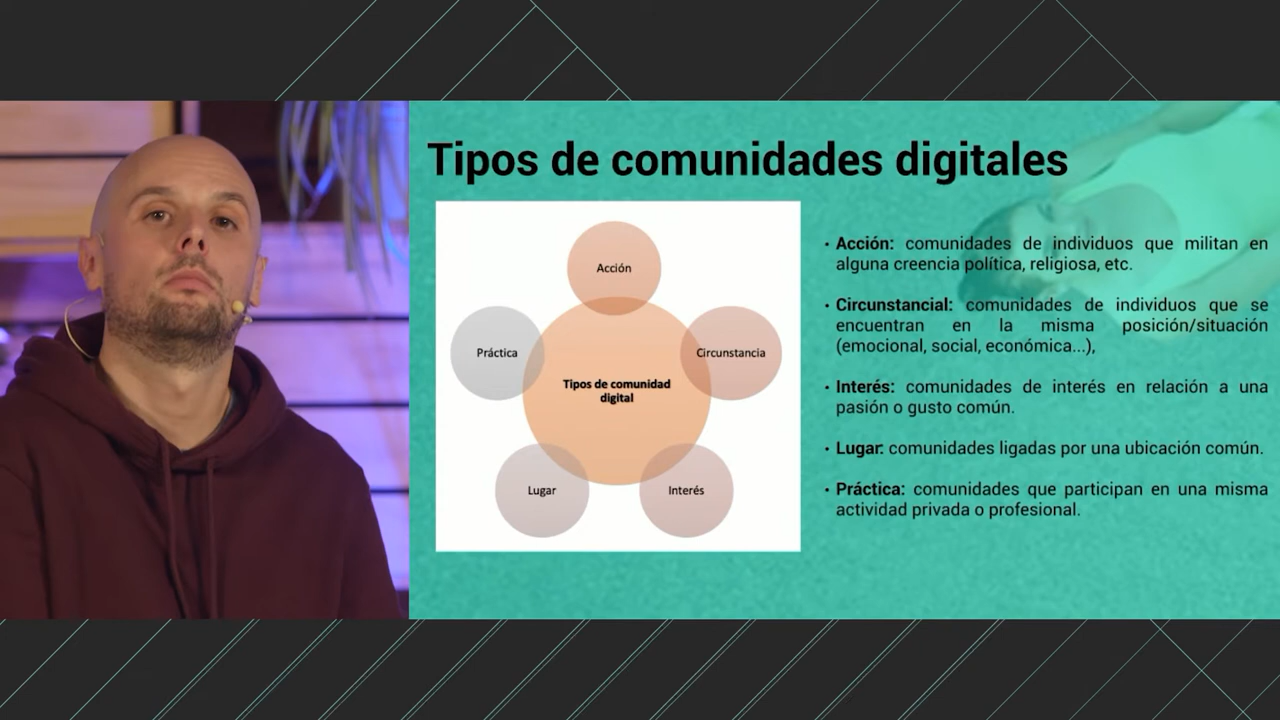 Tipos de comunidades digitales
Acción
Práctica
Circunstancia
Tipos de comunidad
digital
Lugar
Interés
• Acción: comunidades de individuos que militan en
alguna creencia política, religiosa, etc.
• Circunstancial: comunidades de individuos que se
encuentran en la misma posición/situación
(emocional, social, económica...),
• Interés: comunidades de interés en relación a una
pasión o gusto común.
• Lugar: comunidades ligadas por una ubicación común.
• Práctica: comunidades que participan en una misma
actividad privada o profesional.